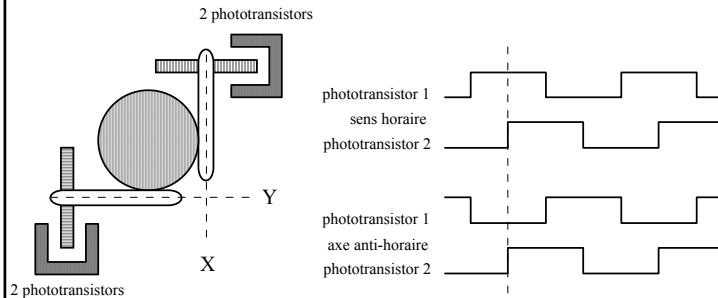 2 phototransistors
Y
X
2 phototransistors
phototransistor 1
sens horaire
phototransistor 2
phototransistor 1
axe anti-horaire
phototransistor 2